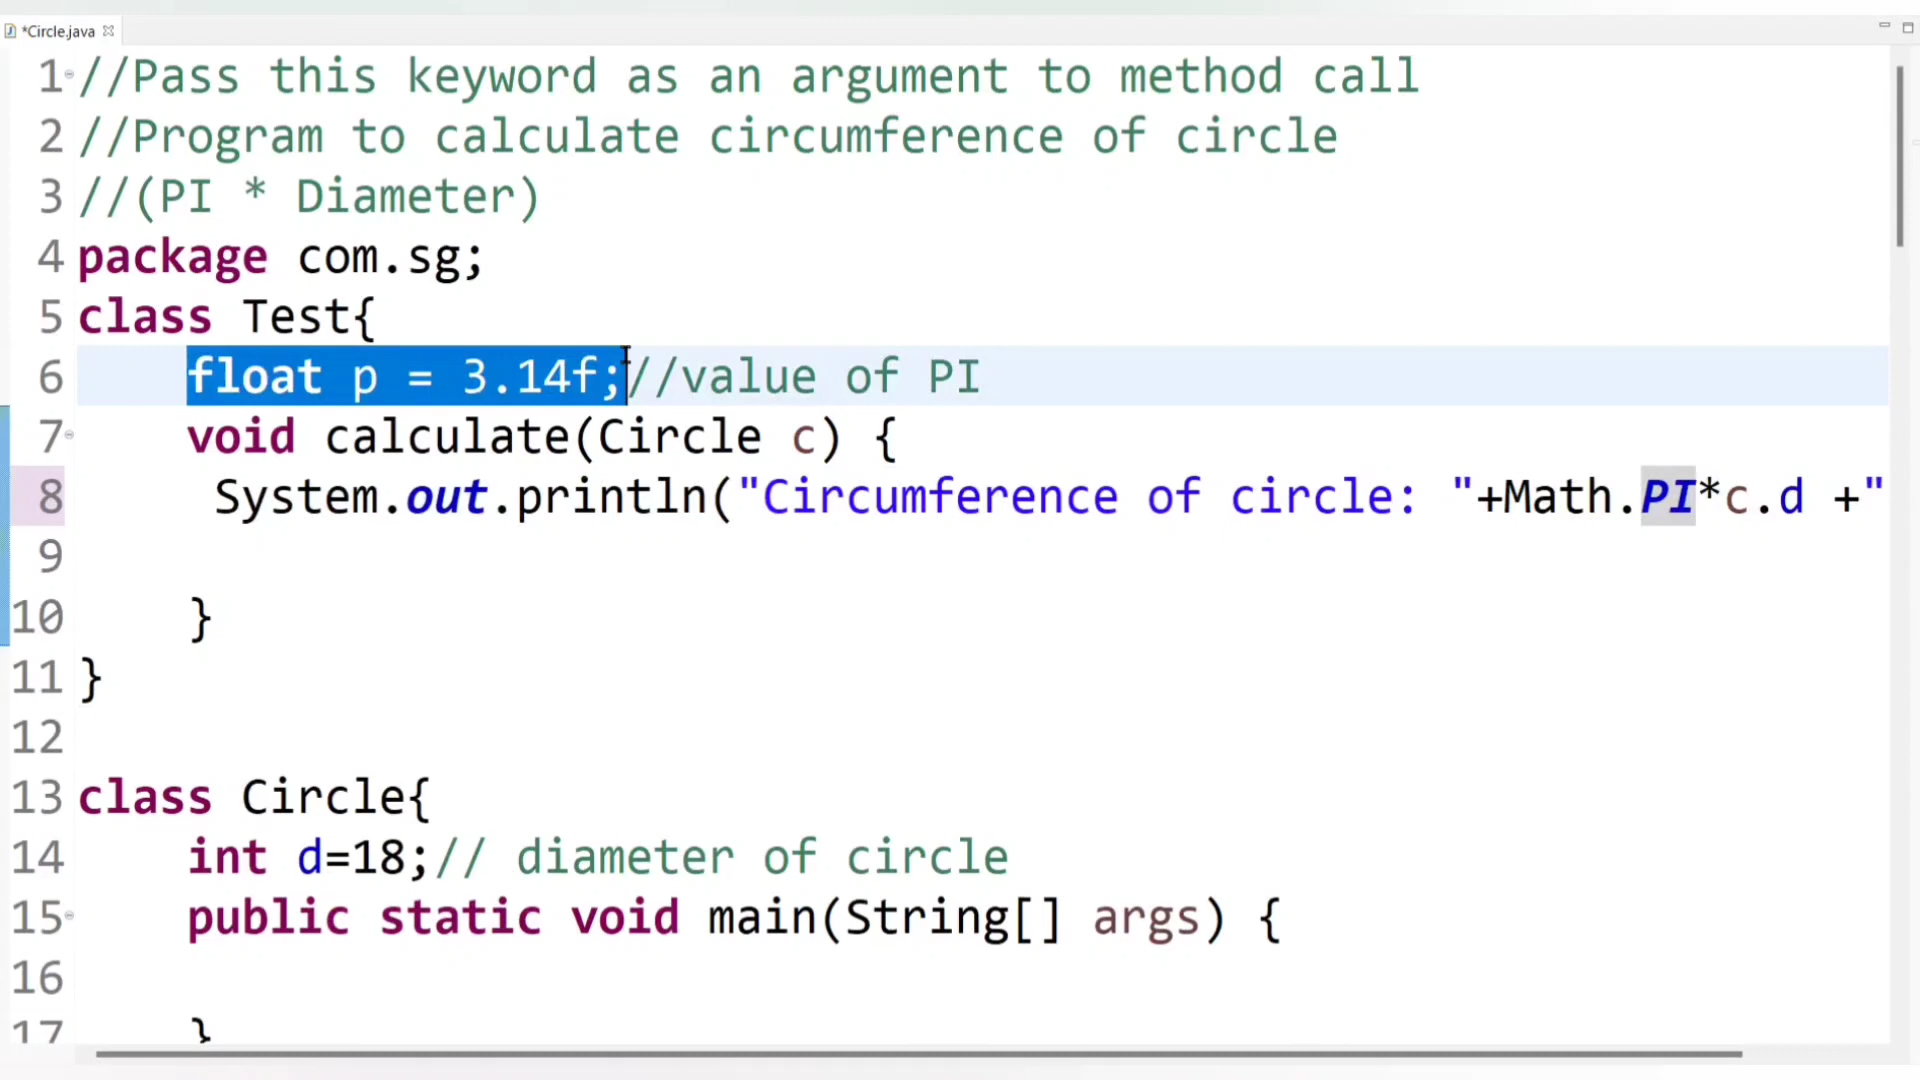 *Circle.java
1 //Pass this keyword as an argument to method call
2 //Program to calculate circumference of circle
3 //(PI * Diameter)
4 package com.sg;
5 class Test{
6 float p = 3.14f;//value of PI
7 void calculate(Circle c) {
8 System.out.println("Circumference of circle: "+Math.PI*c.d +"
9
10 }
11 }
12
13 class Circle{
14 int d=18;// diameter of circle
15 public static void main(String[] args) {
16
17 }